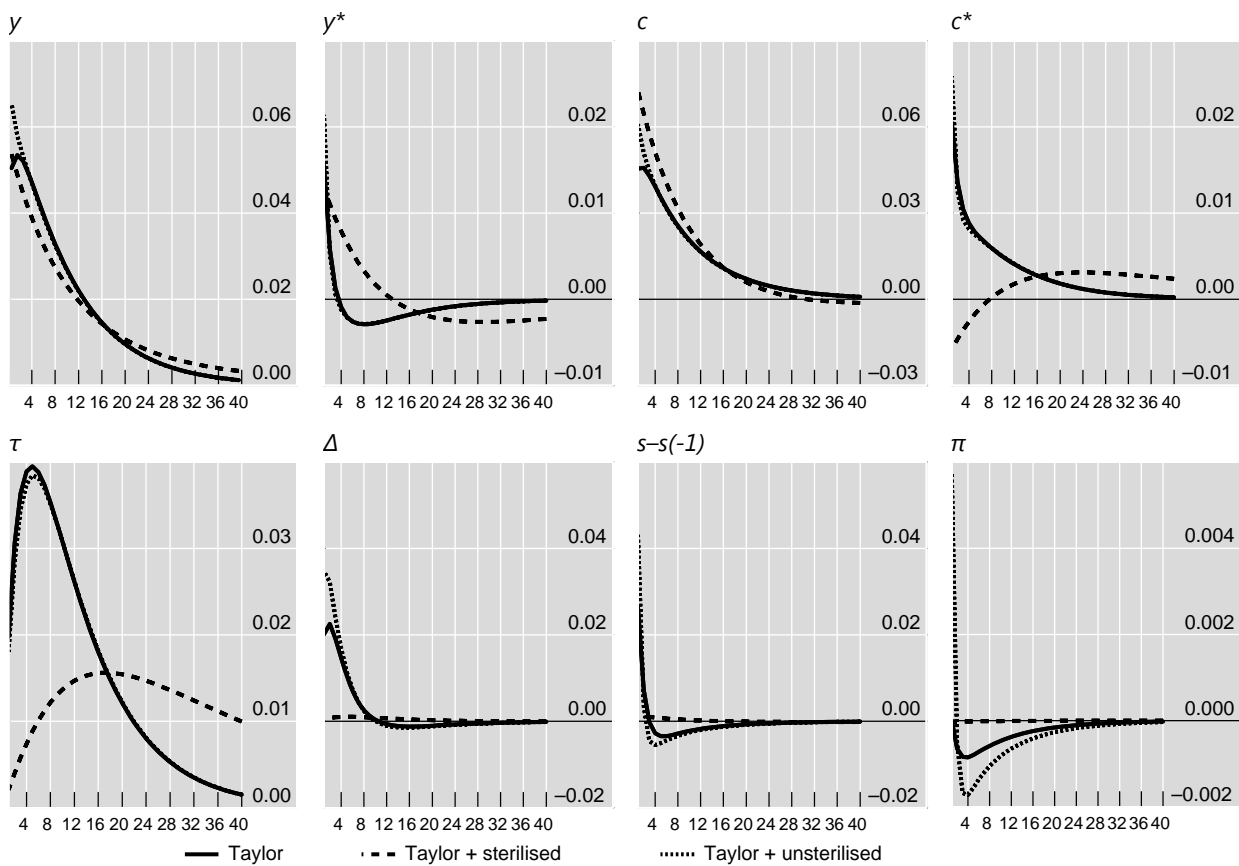 y y* c c*
0.06 0.02 0.06 0.02
0.04 0.01 0.03 0.01
0.02 0.00 0.00 0.00
0.00 –0.01 –0.03 –0.01
4 8 12 16 20 24 28 32 36 40 4 8 12 16 20 24 28 32 36 40 4 8 12 16 20 24 28 32 36 40 4 8 12 16 20 24 28 32 36 40
τ Δ s–s(-1) π
0.03 0.04 0.04 0.004
0.02 0.02 0.02 0.002
0.01 0.00 0.00 0.000
0.00 –0.02 –0.02 –0.002
4 8 12 16 20 24 28 32 36 40 4 8 12 16 20 24 28 32 36 40 4 8 12 16 20 24 28 32 36 40 4 8 12 16 20 24 28 32 36 40
Taylor Taylor + sterilised Taylor + unsterilised